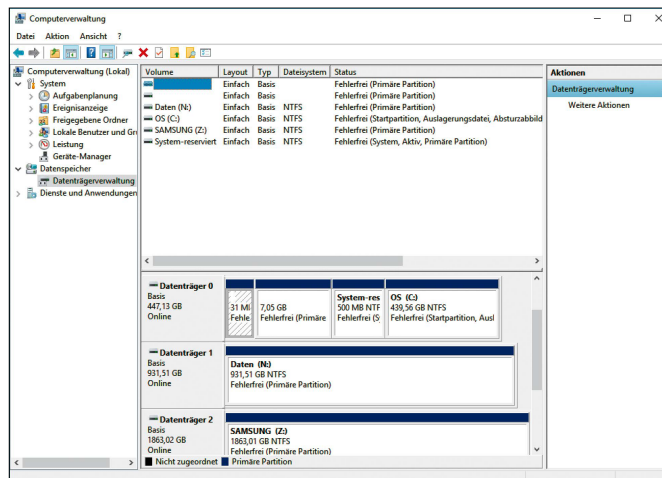 Computerverwaltung
Datei Aktion Ansicht ?
Computerverwaltung (Lokal)
System
Aufgabenplanung
Ereignisanzeige
Freigegebene Ordner
Lokale Benutzer und Gr
Leistung
Geräte-Manager
Datenspeicher
Datenträgerverwaltung
Dienste und Anwendungen
Volume Layout Typ Dateisystem Status
Einfach Basis Fehlerfrei (Primäre Partition)
Einfach Basis Fehlerfrei (Primäre Partition)
Daten (N:) Einfach Basis NTFS Fehlerfrei (Primäre Partition)
OS (C:) Einfach Basis NTFS Fehlerfrei (Startpartition, Auslagerungsdatei, Absturzabbild
SAMSUNG (Z:) Einfach Basis NTFS Fehlerfrei (Primäre Partition)
System-reserviert Einfach Basis NTFS Fehlerfrei (System, Aktiv, Primäre Partition)
Datenträger 0
Basis
447,13 GB
Online
31 MI
Fehle
7,05 GB
Fehlerfrei (Primäre
System-res
500 MB NTF
Fehlerfrei (S
OS (C:)
439,56 GB NTFS
Fehlerfrei (Startpartition, Ausl
Datenträger 1
Basis
931,51 GB
Online
Daten (N:)
931,51 GB NTFS
Fehlerfrei (Primäre Partition)
Datenträger 2
Basis
1863,02 GB
Online
SAMSUNG (Z:)
1863,01 GB NTFS
Fehlerfrei (Primäre Partition)
Nicht zugeordnet Primäre Partition
Aktionen
Datenträgerverwaltung
Weitere Aktionen